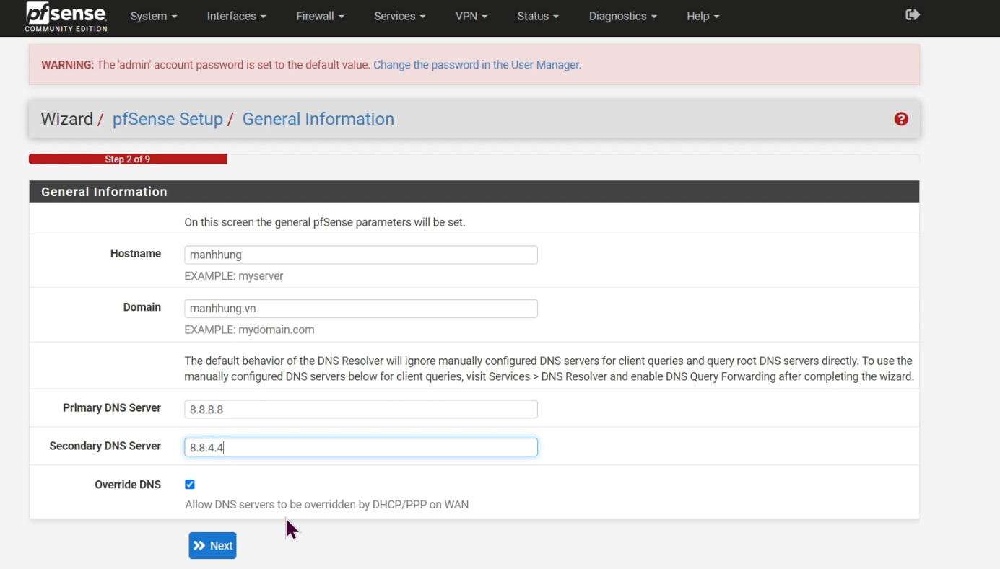 pfsense
COMMUNITY EDITION
System Interfaces Firewall Services VPN Status Diagnostics Help
WARNING: The 'admin' account password is set to the default value. Change the password in the User Manager.
Wizard / pfSense Setup / General Information
Step 2 of 9
General Information
On this screen the general pfSense parameters will be set.
Hostname manhhung
EXAMPLE: myserver
Domain manhhung.vn
EXAMPLE: mydomain.com
The default behavior of the DNS Resolver will ignore manually configured DNS servers for client queries and query root DNS servers directly. To use the
manually configured DNS servers below for client queries, visit Services > DNS Resolver and enable DNS Query Forwarding after completing the wizard.
Primary DNS Server 8.8.8.8
Secondary DNS Server 8.8.4.4
Override DNS
Allow DNS servers to be overridden by DHCP/PPP on WAN
Next